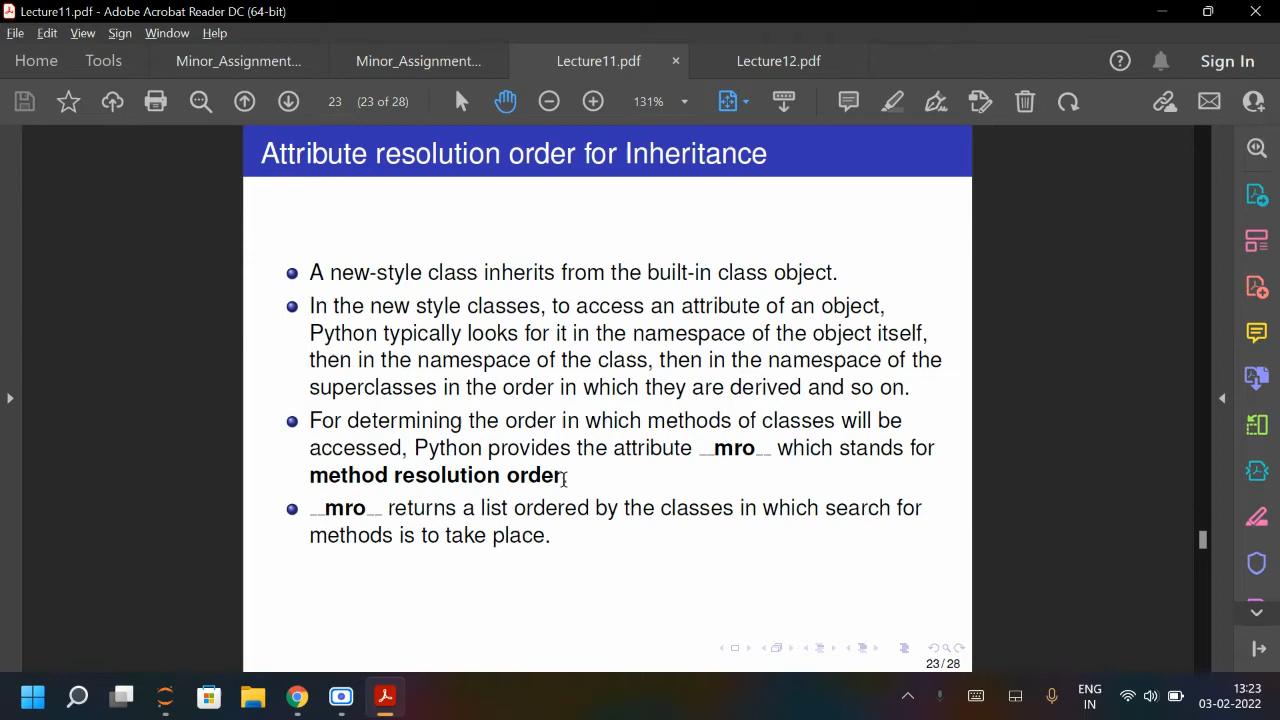 Lecture11.pdf - Adobe Acrobat Reader DC (64-bit)
File Edit View Sign Window Help
Home Tools Minor_Assignment... Minor_Assignment... Lecture11.pdf × Lecture12.pdf Sign In
23 (23 of 28) 131%
Attribute resolution order for Inheritance
A new-style class inherits from the built-in class object.
In the new style classes, to access an attribute of an object,
Python typically looks for it in the namespace of the object itself,
then in the namespace of the class, then in the namespace of the
superclasses in the order in which they are derived and so on.
For determining the order in which methods of classes will be
accessed, Python provides the attribute __mro__ which stands for
method resolution order
__mro__ returns a list ordered by the classes in which search for
methods is to take place.
23/28
ENG 13:23
IN 03-02-2022